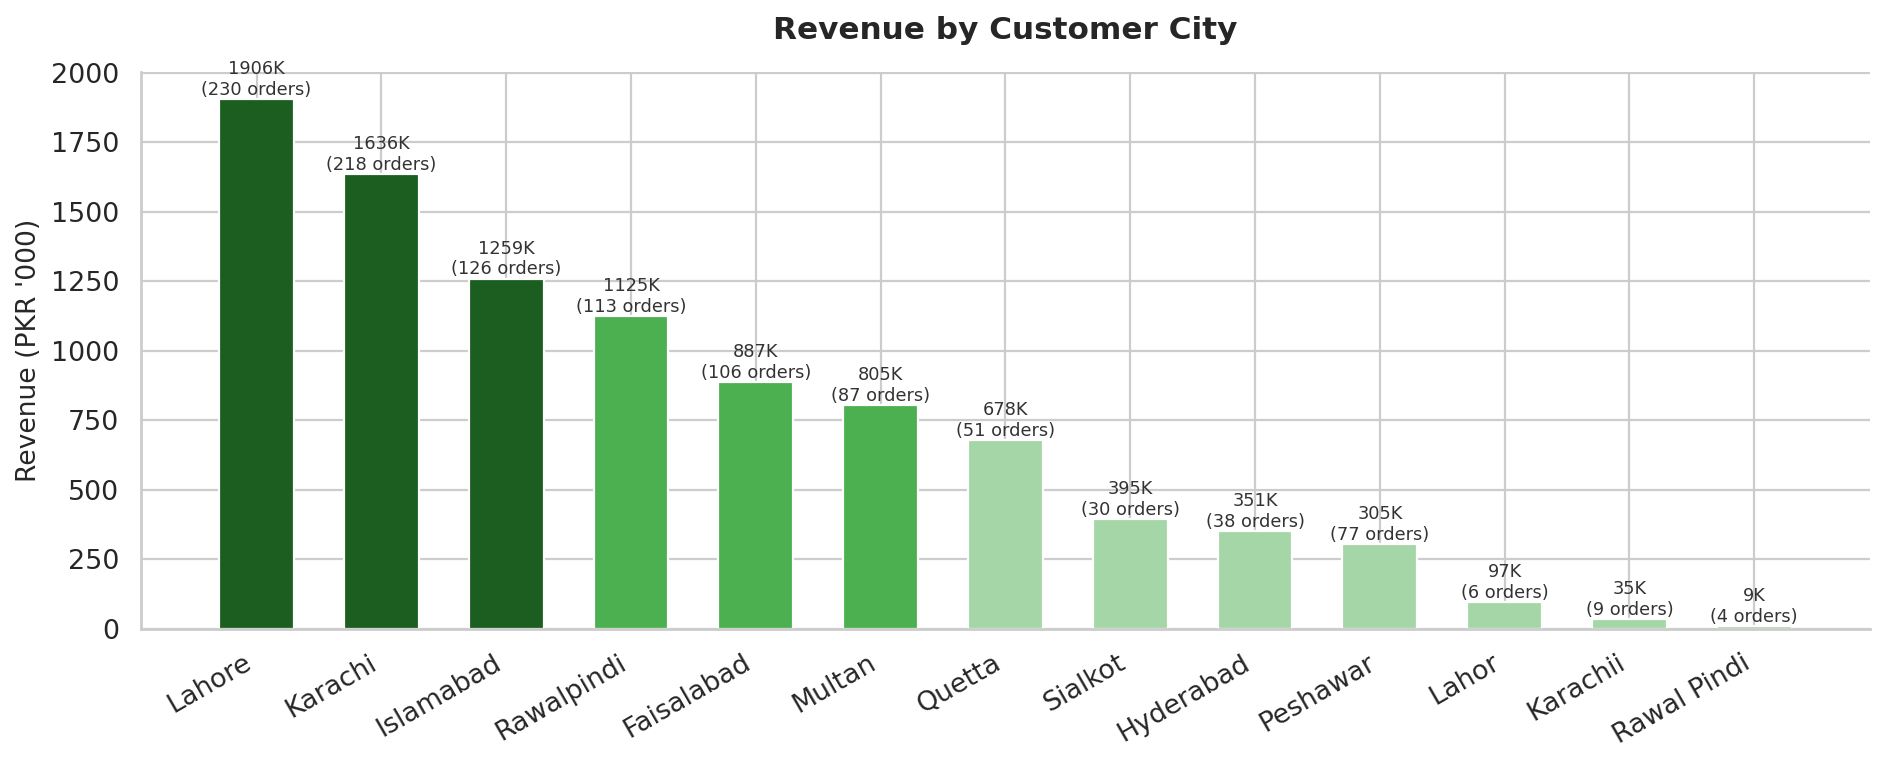 Revenue by Customer City
Revenue (PKR '000)
2000
1750
1500
1250
1000
750
500
250
0
1906K
(230 orders)
1636K
(218 orders)
1259K
(126 orders)
1125K
(113 orders)
887K
(106 orders)
805K
(87 orders)
678K
(51 orders)
395K
(30 orders)
351K
(38 orders)
305K
(77 orders)
97K
(6 orders)
35K
(9 orders)
9K
(4 orders)
Lahore
Karachi
Islamabad
Rawalpindi
Faisalabad
Multan
Quetta
Sialkot
Hyderabad
Peshawar
Lahor
Karachii
Rawal Pindi